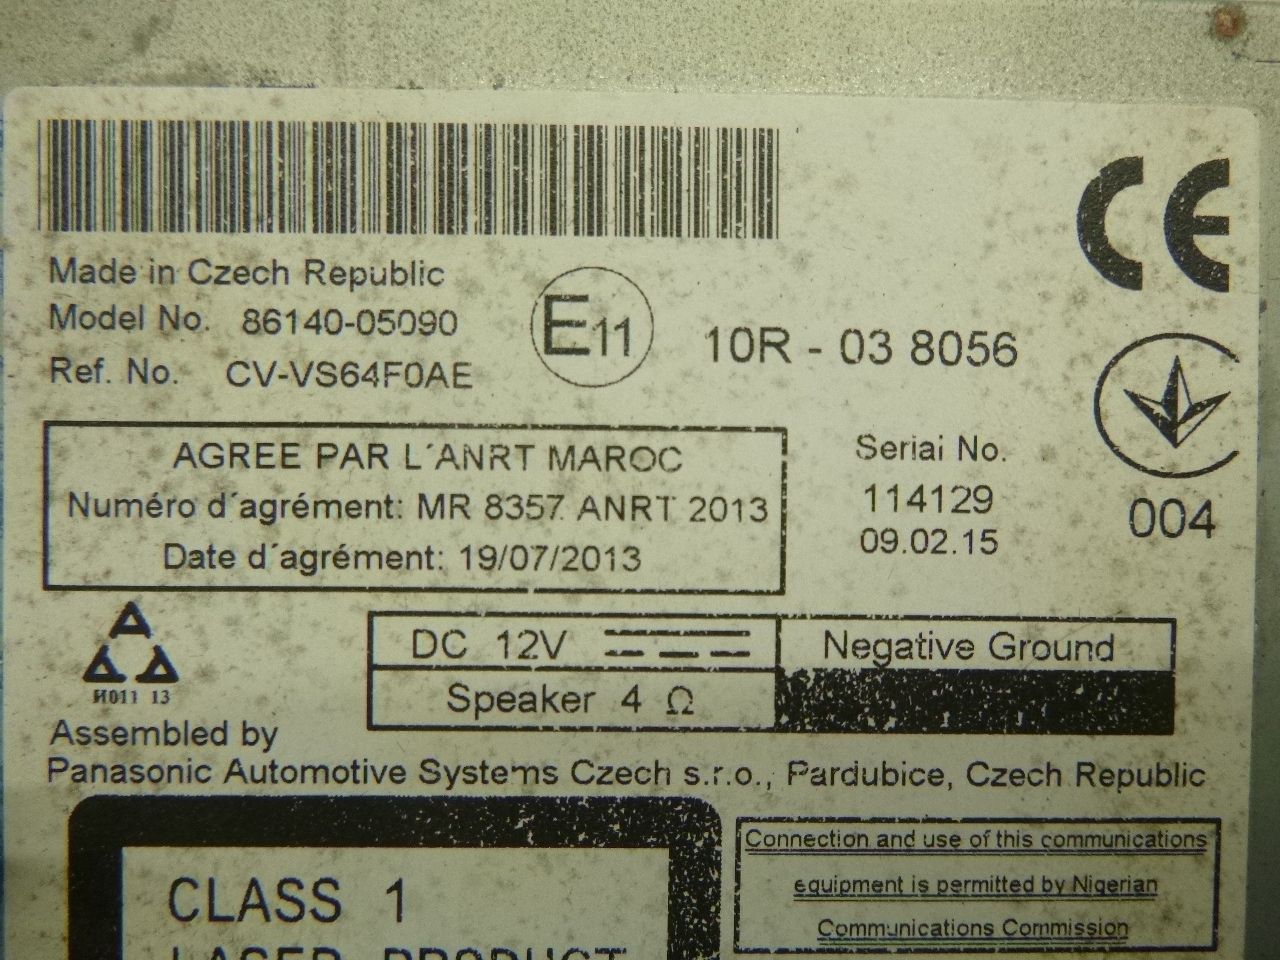 Made in Czech Republic
Model No. 86140-05090
Ref. No. CV-VS64F0AE
E11
10R - 03 8056
CE
AGREE PAR L´ANRT MAROC
Numéro d´agrément: MR 8357 ANRT 2013
Date d´agrément: 19/07/2013
Serial No.
114129
09.02.15
004
И011 13
DC 12V
Negative Ground
Speaker 4 Ω
Assembled by
Panasonic Automotive Systems Czech s.r.o., Pardubice, Czech Republic
CLASS 1
LASER PRODUCT
Connection and use of this communications
equipment is permitted by Nigerian
Communications Commission